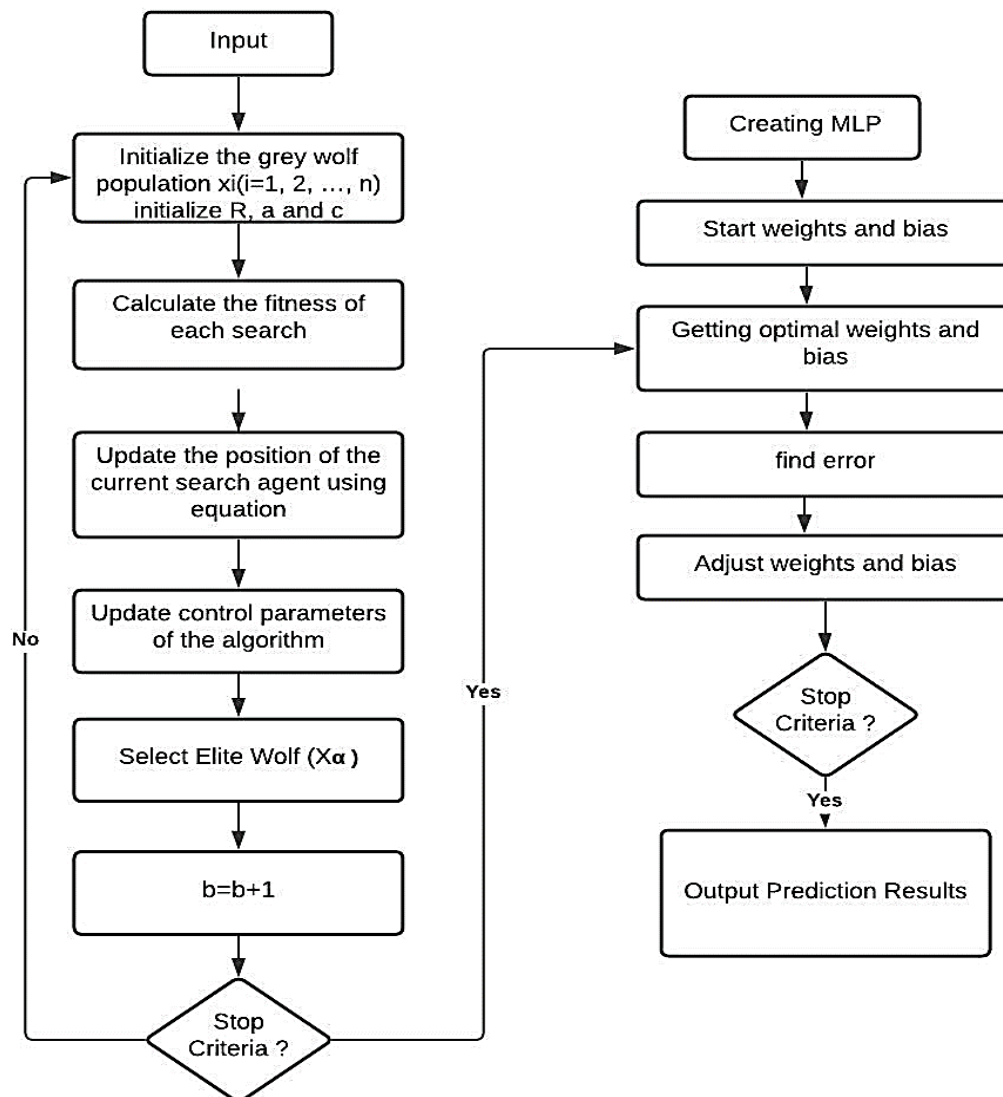 Input
Initialize the grey wolf
population xi(i=1, 2, ..., n)
initialize R, a and c
Calculate the fitness of
each search
Update the position of the
current search agent using
equation
Update control parameters
of the algorithm
No
Select Elite Wolf (Xα )
b=b+1
Stop
Criteria ?
Yes
Creating MLP
Start weights and bias
Getting optimal weights and
bias
find error
Adjust weights and bias
Stop
Criteria ?
Yes
Output Prediction Results